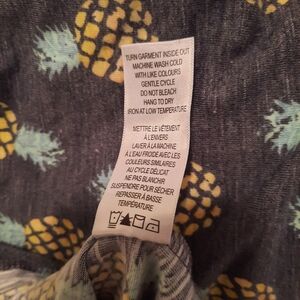 TURN GARMENT INSIDE OUT
MACHINE WASH COLD
WITH LIKE COLOURS
GENTLE CYCLE
DO NOT BLEACH
HANG TO DRY
IRON AT LOW TEMPERATURE
METTRE LE VÊTEMENT
À L'ENVERS
LAVER À LA MACHINE
À L'EAU FROIDE AVEC LES
COULEURS SIMILAIRES
AU CYCLE DÉLICAT
NE PAS BLANCHIR
SUSPENDRE POUR SÉCHER
REPASSER À BASSE
TEMPÉRATURE